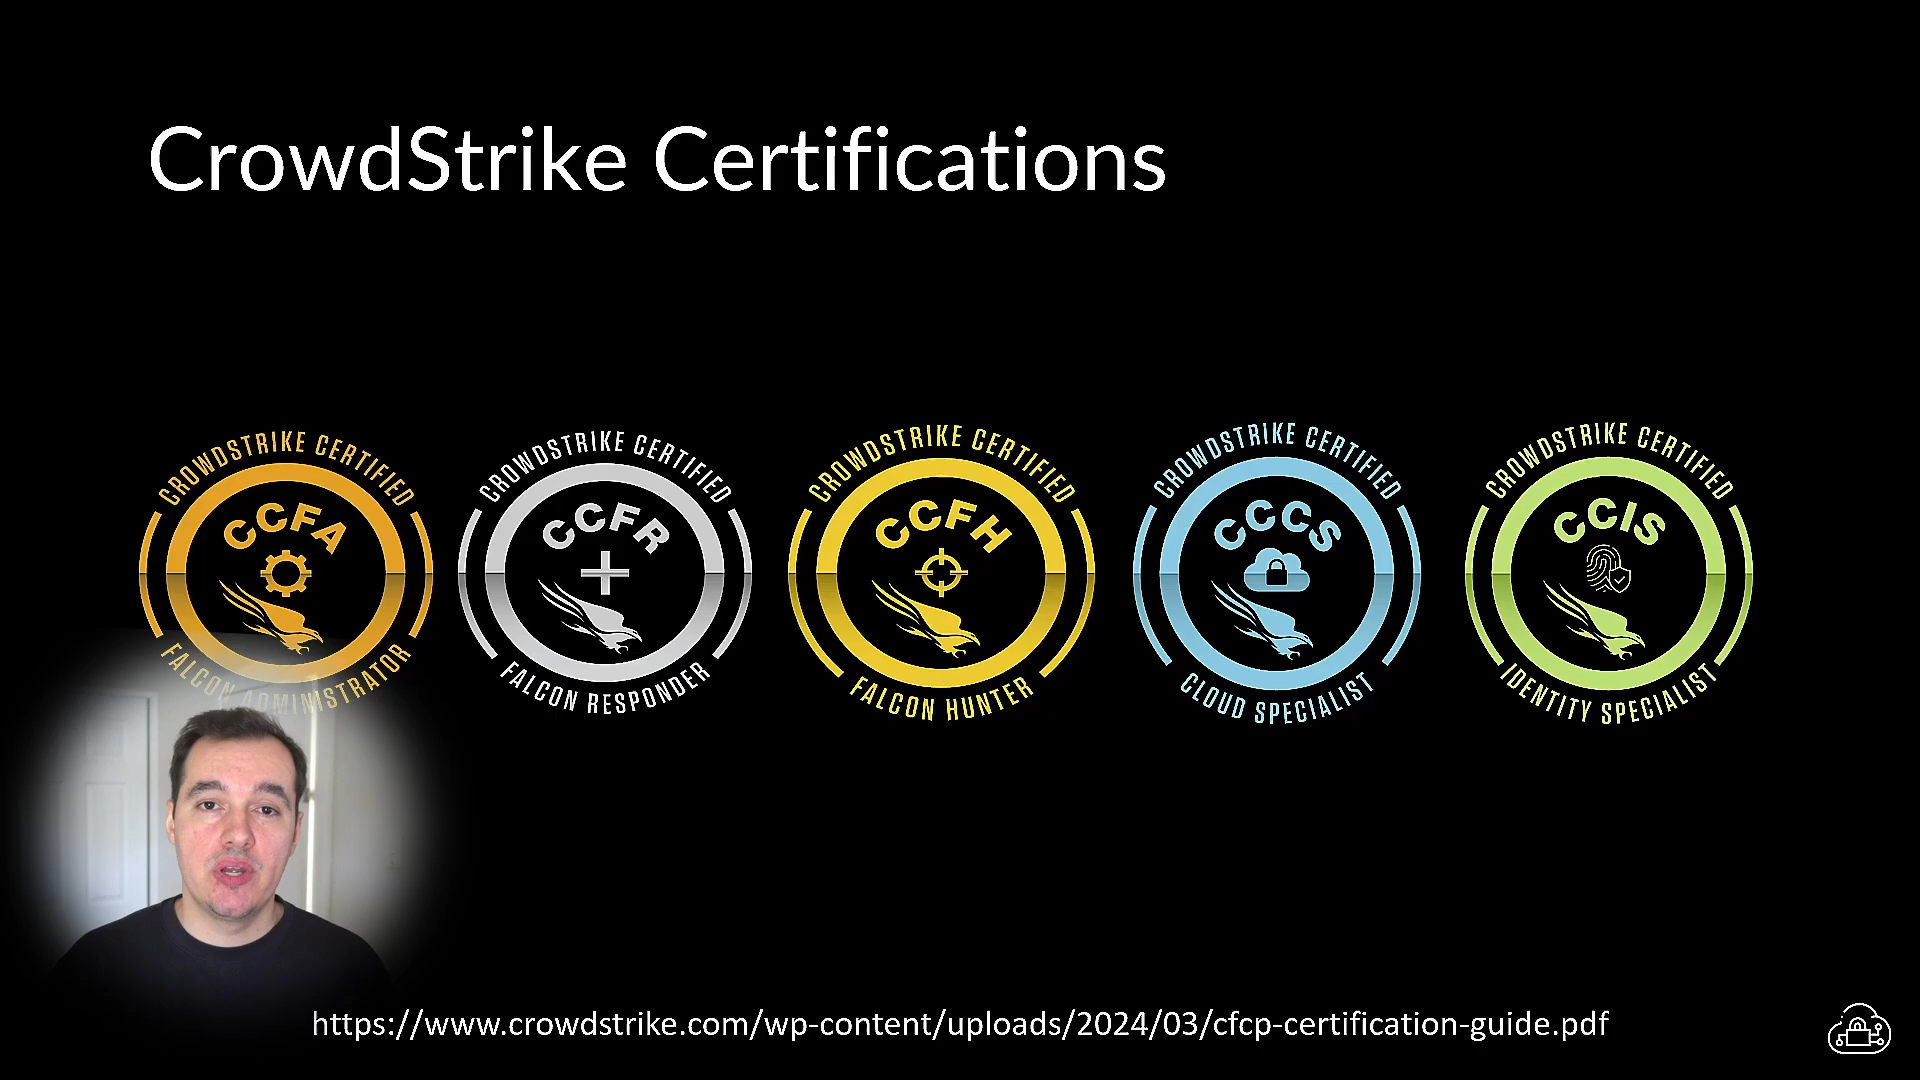 CrowdStrike Certifications
CROWDSTRIKE CERTIFIED
CCFA
FALCON ADMINISTRATOR
CROWDSTRIKE CERTIFIED
CCFR
FALCON RESPONDER
CROWDSTRIKE CERTIFIED
CCFH
FALCON HUNTER
CROWDSTRIKE CERTIFIED
CCCS
CLOUD SPECIALIST
CROWDSTRIKE CERTIFIED
CCIS
IDENTITY SPECIALIST
https://www.crowdstrike.com/wp-content/uploads/2024/03/cfcp-certification-guide.pdf